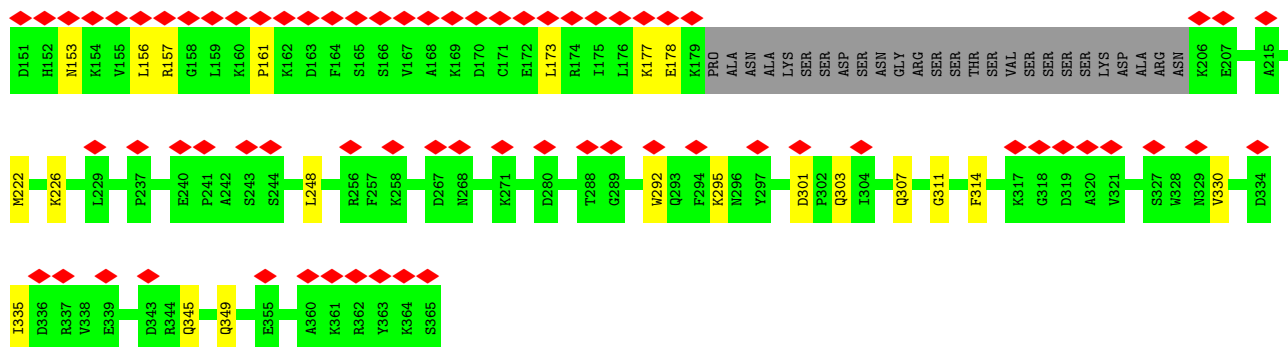 D151 H152 N153 K154 V155 L156 R157 G158 L159 K160 P161 K162 D163 F164 S165 S166 V167 A168 K169 D170 C171 E172 L173 R174 I175 L176 K177 E178 K179 PRO ALA ASN ALA LYS SER SER ASP SER ASN GLY ARG SER SER THR SER VAL SER SER SER SER LYS ASP ALA ARG ASN K206 E207 A215
M222 K226 L229 P237 E240 P241 A242 S243 S244 L248 R256 F257 K258 D267 N268 K271 D280 T288 G289 W292 Q293 F294 K295 N296 Y297 D301 P302 Q303 I304 Q307 G311 F314 K317 G318 D319 A320 V321 S327 W328 N329 V330 D334
I335 D336 R337 V338 E339 D343 R344 Q345 Q349 E355 A360 K361 R362 Y363 K364 S365